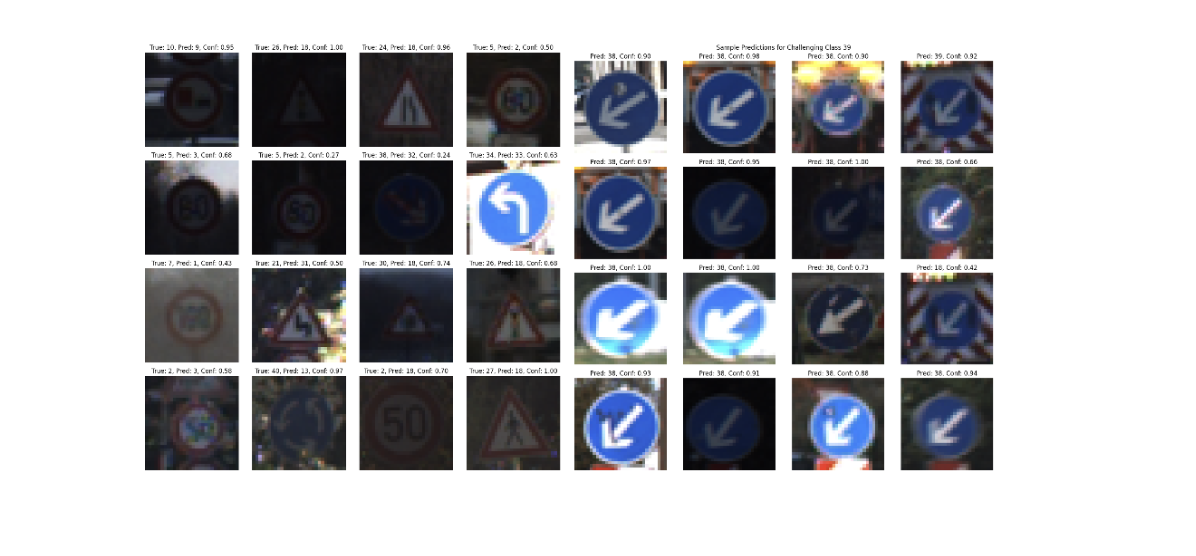 True: 10, Pred: 9, Conf: 0.95
True: 26, Pred: 18, Conf: 1.00
True: 24, Pred: 18, Conf: 0.96
True: 5, Pred: 2, Conf: 0.50
Sample Predictions for Challenging Class 39
Pred: 38, Conf: 0.90
Pred: 38, Conf: 0.98
Pred: 38, Conf: 0.90
Pred: 39, Conf: 0.92
80
True: 5, Pred: 3, Conf: 0.68
True: 5, Pred: 2, Conf: 0.27
True: 38, Pred: 32, Conf: 0.24
True: 34, Pred: 33, Conf: 0.63
Pred: 38, Conf: 0.97
Pred: 38, Conf: 0.95
Pred: 38, Conf: 1.00
Pred: 38, Conf: 0.66
80
True: 7, Pred: 1, Conf: 0.43
True: 21, Pred: 31, Conf: 0.50
True: 30, Pred: 18, Conf: 0.74
True: 26, Pred: 18, Conf: 0.68
Pred: 38, Conf: 1.00
Pred: 38, Conf: 1.00
Pred: 38, Conf: 0.73
Pred: 18, Conf: 0.42
100
True: 2, Pred: 3, Conf: 0.58
True: 40, Pred: 13, Conf: 0.97
True: 2, Pred: 18, Conf: 0.70
True: 27, Pred: 18, Conf: 1.00
Pred: 38, Conf: 0.93
Pred: 38, Conf: 0.91
Pred: 38, Conf: 0.88
Pred: 38, Conf: 0.94
50
50